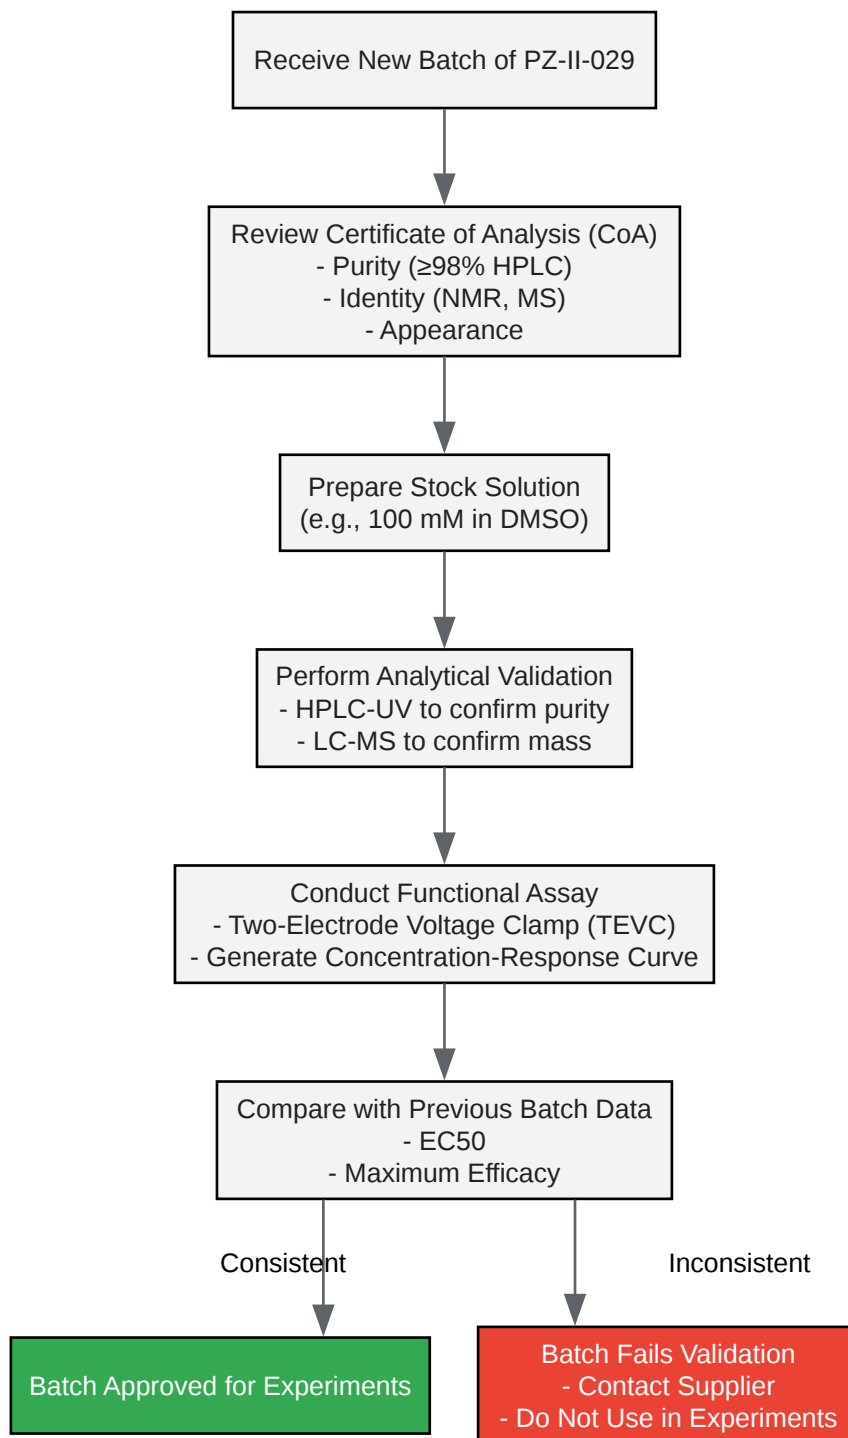 Receive New Batch of PZ-II-029
Review Certificate of Analysis (CoA)
- Purity (≥98% HPLC)
- Identity (NMR, MS)
- Appearance
Prepare Stock Solution
(e.g., 100 mM in DMSO)
Perform Analytical Validation
- HPLC-UV to confirm purity
- LC-MS to confirm mass
Conduct Functional Assay
- Two-Electrode Voltage Clamp (TEVC)
- Generate Concentration-Response Curve
Compare with Previous Batch Data
- EC50
- Maximum Efficacy
Consistent
Inconsistent
Batch Approved for Experiments
Batch Fails Validation
- Contact Supplier
- Do Not Use in Experiments